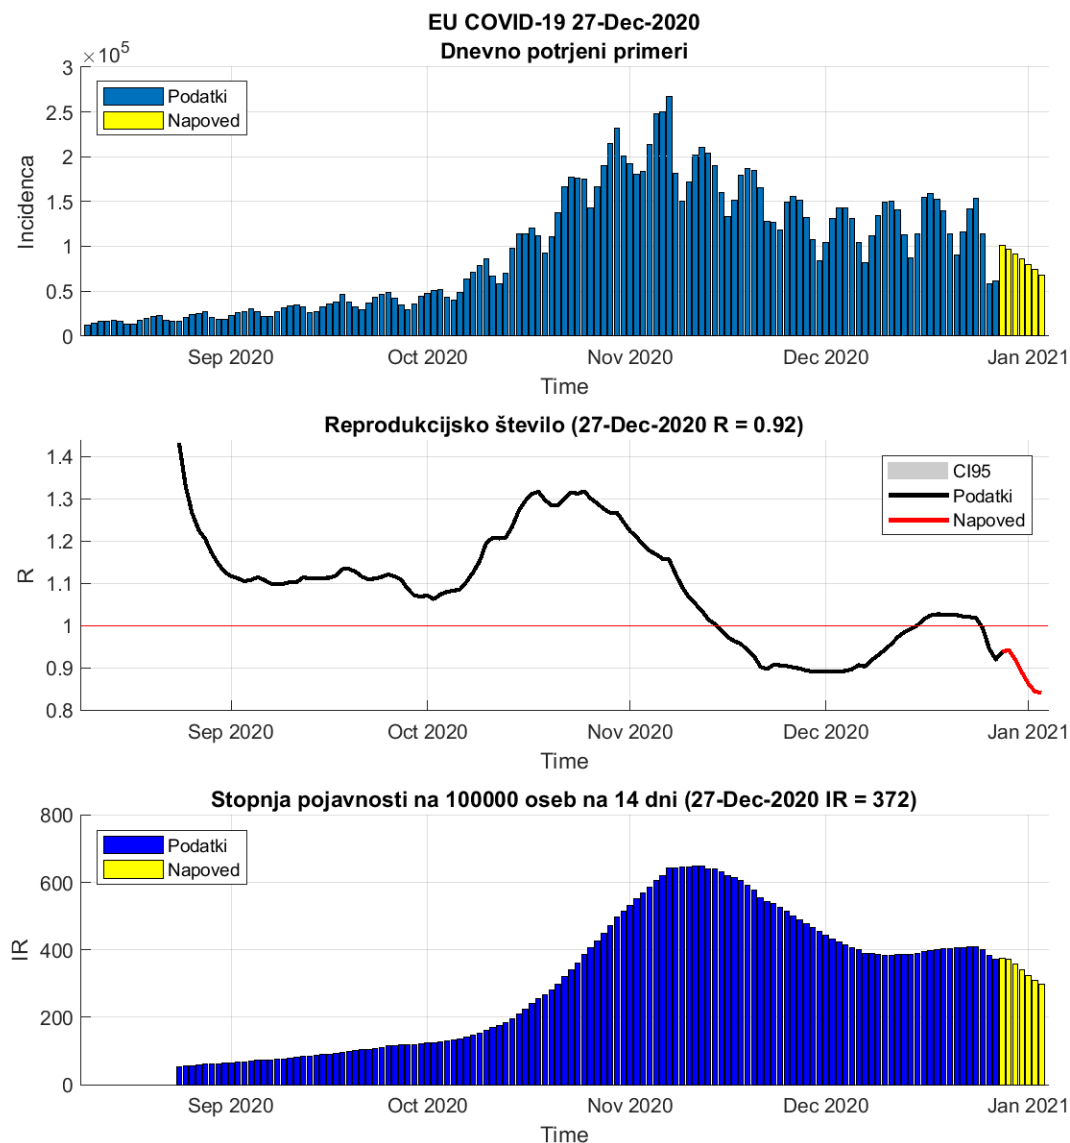 EU COVID-19 27-Dec-2020
Dnevno potrjeni primeri
×10⁵
3
2.5
2
1.5
1
0.5
0
Incidenca
Podatki
Napoved
Sep 2020 Oct 2020 Nov 2020 Dec 2020 Jan 2021
Time
Reprodukcijsko število (27-Dec-2020 R = 0.92)
1.4
1.3
1.2
1.1
1
0.9
0.8
R
CI95
Podatki
Napoved
Sep 2020 Oct 2020 Nov 2020 Dec 2020 Jan 2021
Time
Stopnja pojavnosti na 100000 oseb na 14 dni (27-Dec-2020 IR = 372)
800
600
400
200
0
IR
Podatki
Napoved
Sep 2020 Oct 2020 Nov 2020 Dec 2020 Jan 2021
Time